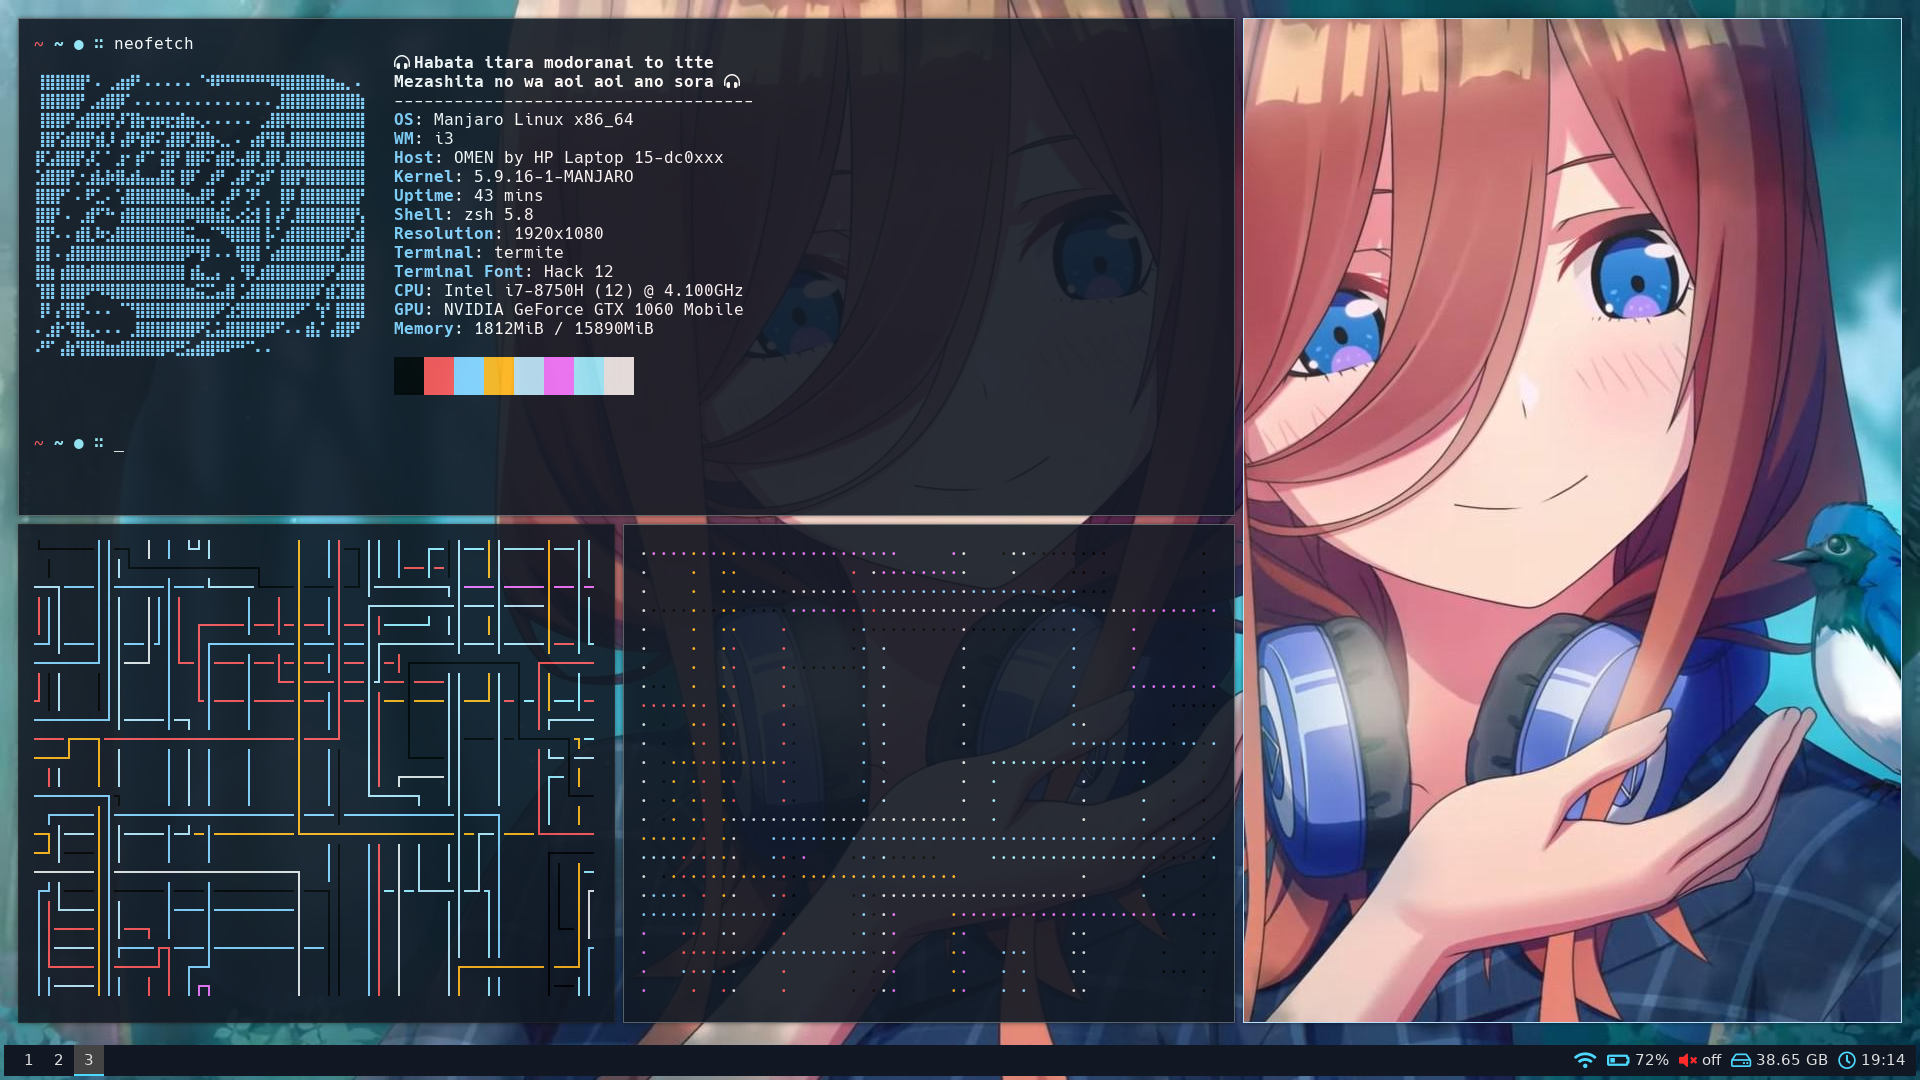 ~ ~ ● :: neofetch
Habata itara modoranai to itte
Mezashita no wa aoi aoi ano sora
------------------------------------
OS: Manjaro Linux x86_64
WM: i3
Host: OMEN by HP Laptop 15-dc0xxx
Kernel: 5.9.16-1-MANJARO
Uptime: 43 mins
Shell: zsh 5.8
Resolution: 1920x1080
Terminal: termite
Terminal Font: Hack 12
CPU: Intel i7-8750H (12) @ 4.100GHz
GPU: NVIDIA GeForce GTX 1060 Mobile
Memory: 1812MiB / 15890MiB
~ ~ ● :: _
1 2 3 72% off 38.65 GB 19:14